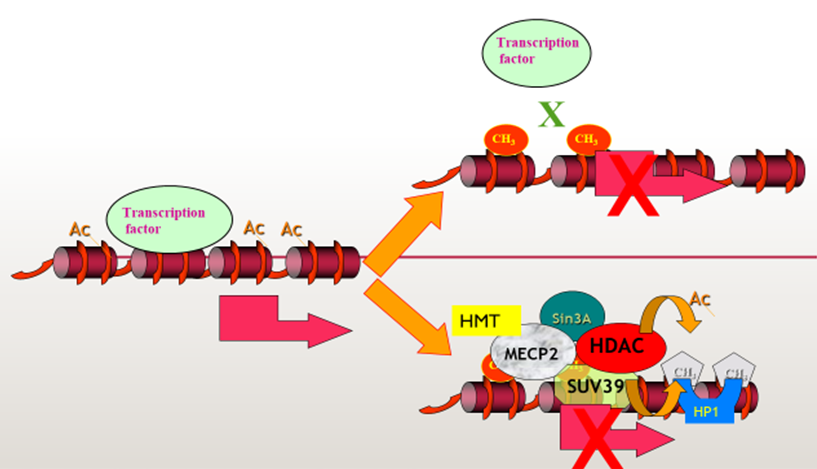 Transcription
factor
X
CH3
CH3
Ac
Transcription
factor
Ac
Ac
Ac
HMT
Sin3A
MECP2
HDAC
SUV39
CH3
CH3
HP1